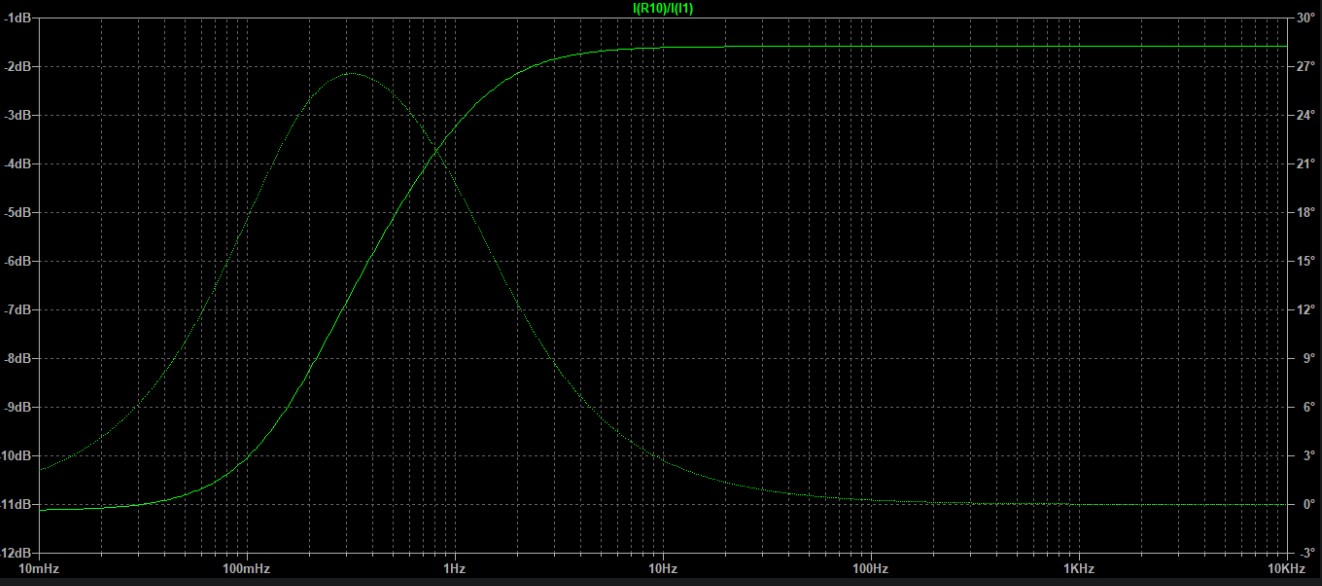 I(R10)/I(I1)
-1dB 30°
-2dB 27°
-3dB 24°
-4dB 21°
-5dB 18°
-6dB 15°
-7dB 12°
-8dB 9°
-9dB 6°
-10dB 3°
-11dB 0°
-12dB -3°
10mHz 100mHz 1Hz 10Hz 100Hz 1KHz 10KHz